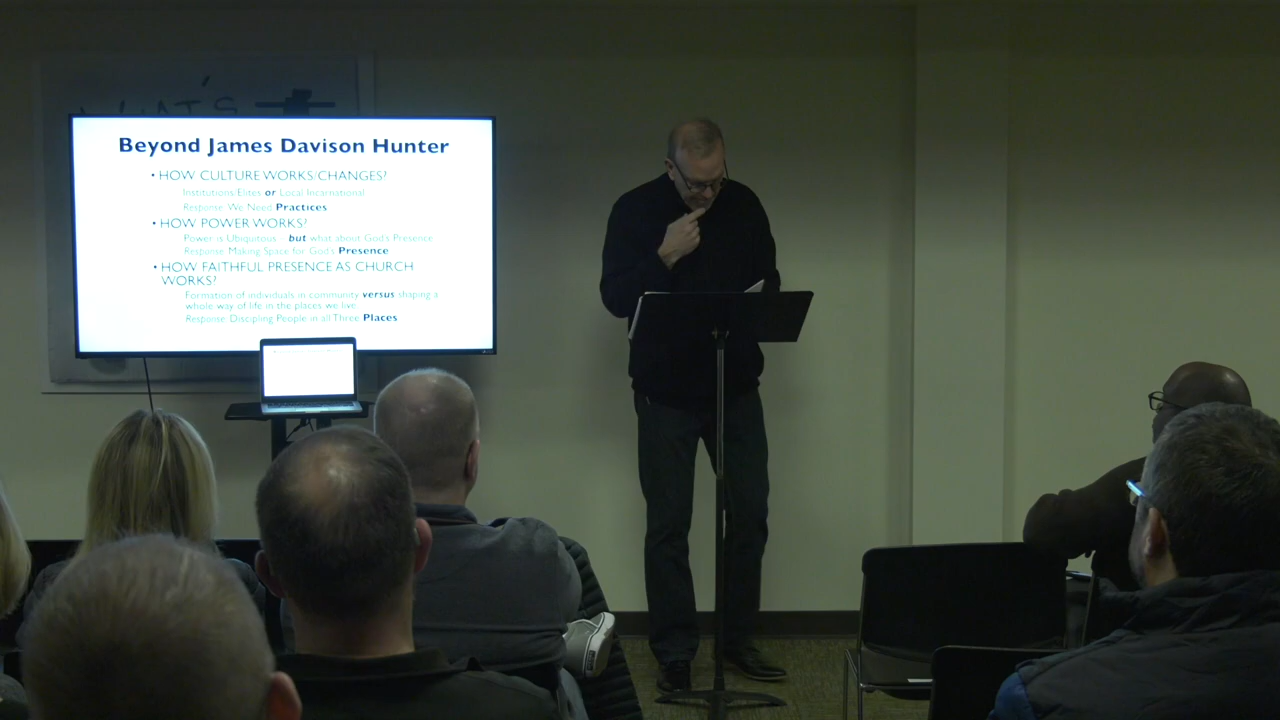 WHAT'S
Beyond James Davison Hunter
• HOW CULTURE WORKS/CHANGES?
Institutions/Elites or Local Incarnational
Response: We Need Practices
• HOW POWER WORKS?
Power is Ubiquitous but what about God's Presence
Response: Making Space for God's Presence
• HOW FAITHFUL PRESENCE AS CHURCH
WORKS?
Formation of individuals in community versus shaping a
whole way of life in the places we live
Response: Discipling People in all Three Places